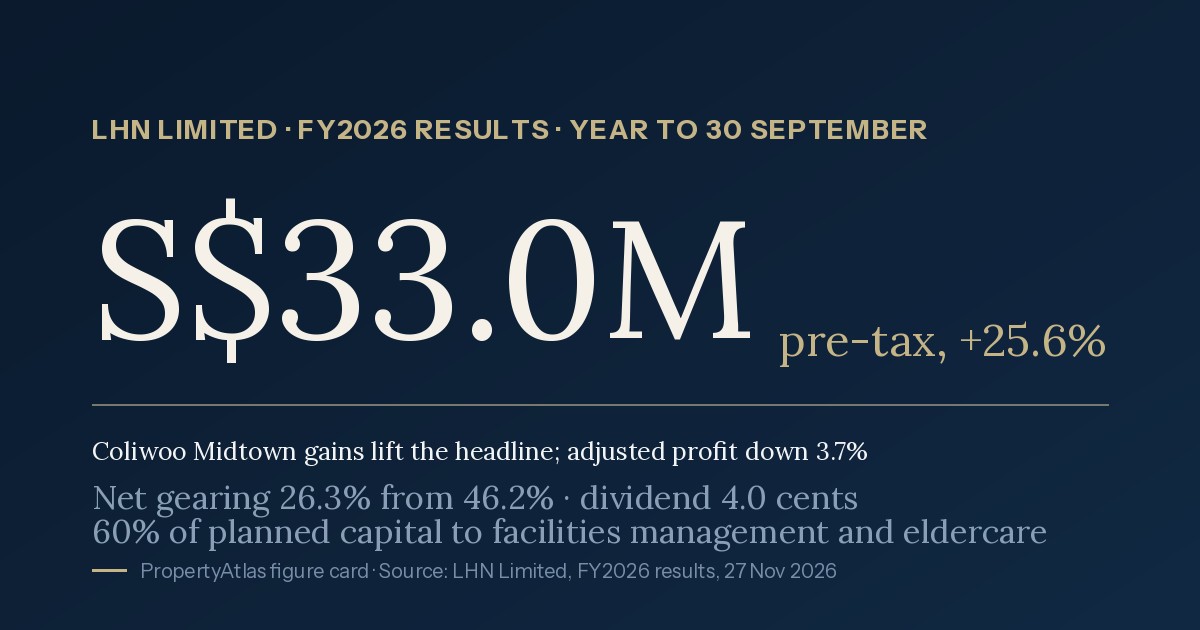 LHN LIMITED · FY2026 RESULTS · YEAR TO 30 SEPTEMBER
S$33.0M pre-tax, +25.6%
Coliwoo Midtown gains lift the headline; adjusted profit down 3.7%
Net gearing 26.3% from 46.2% · dividend 4.0 cents
60% of planned capital to facilities management and eldercare
PropertyAtlas figure card · Source: LHN Limited, FY2026 results, 27 Nov 2026